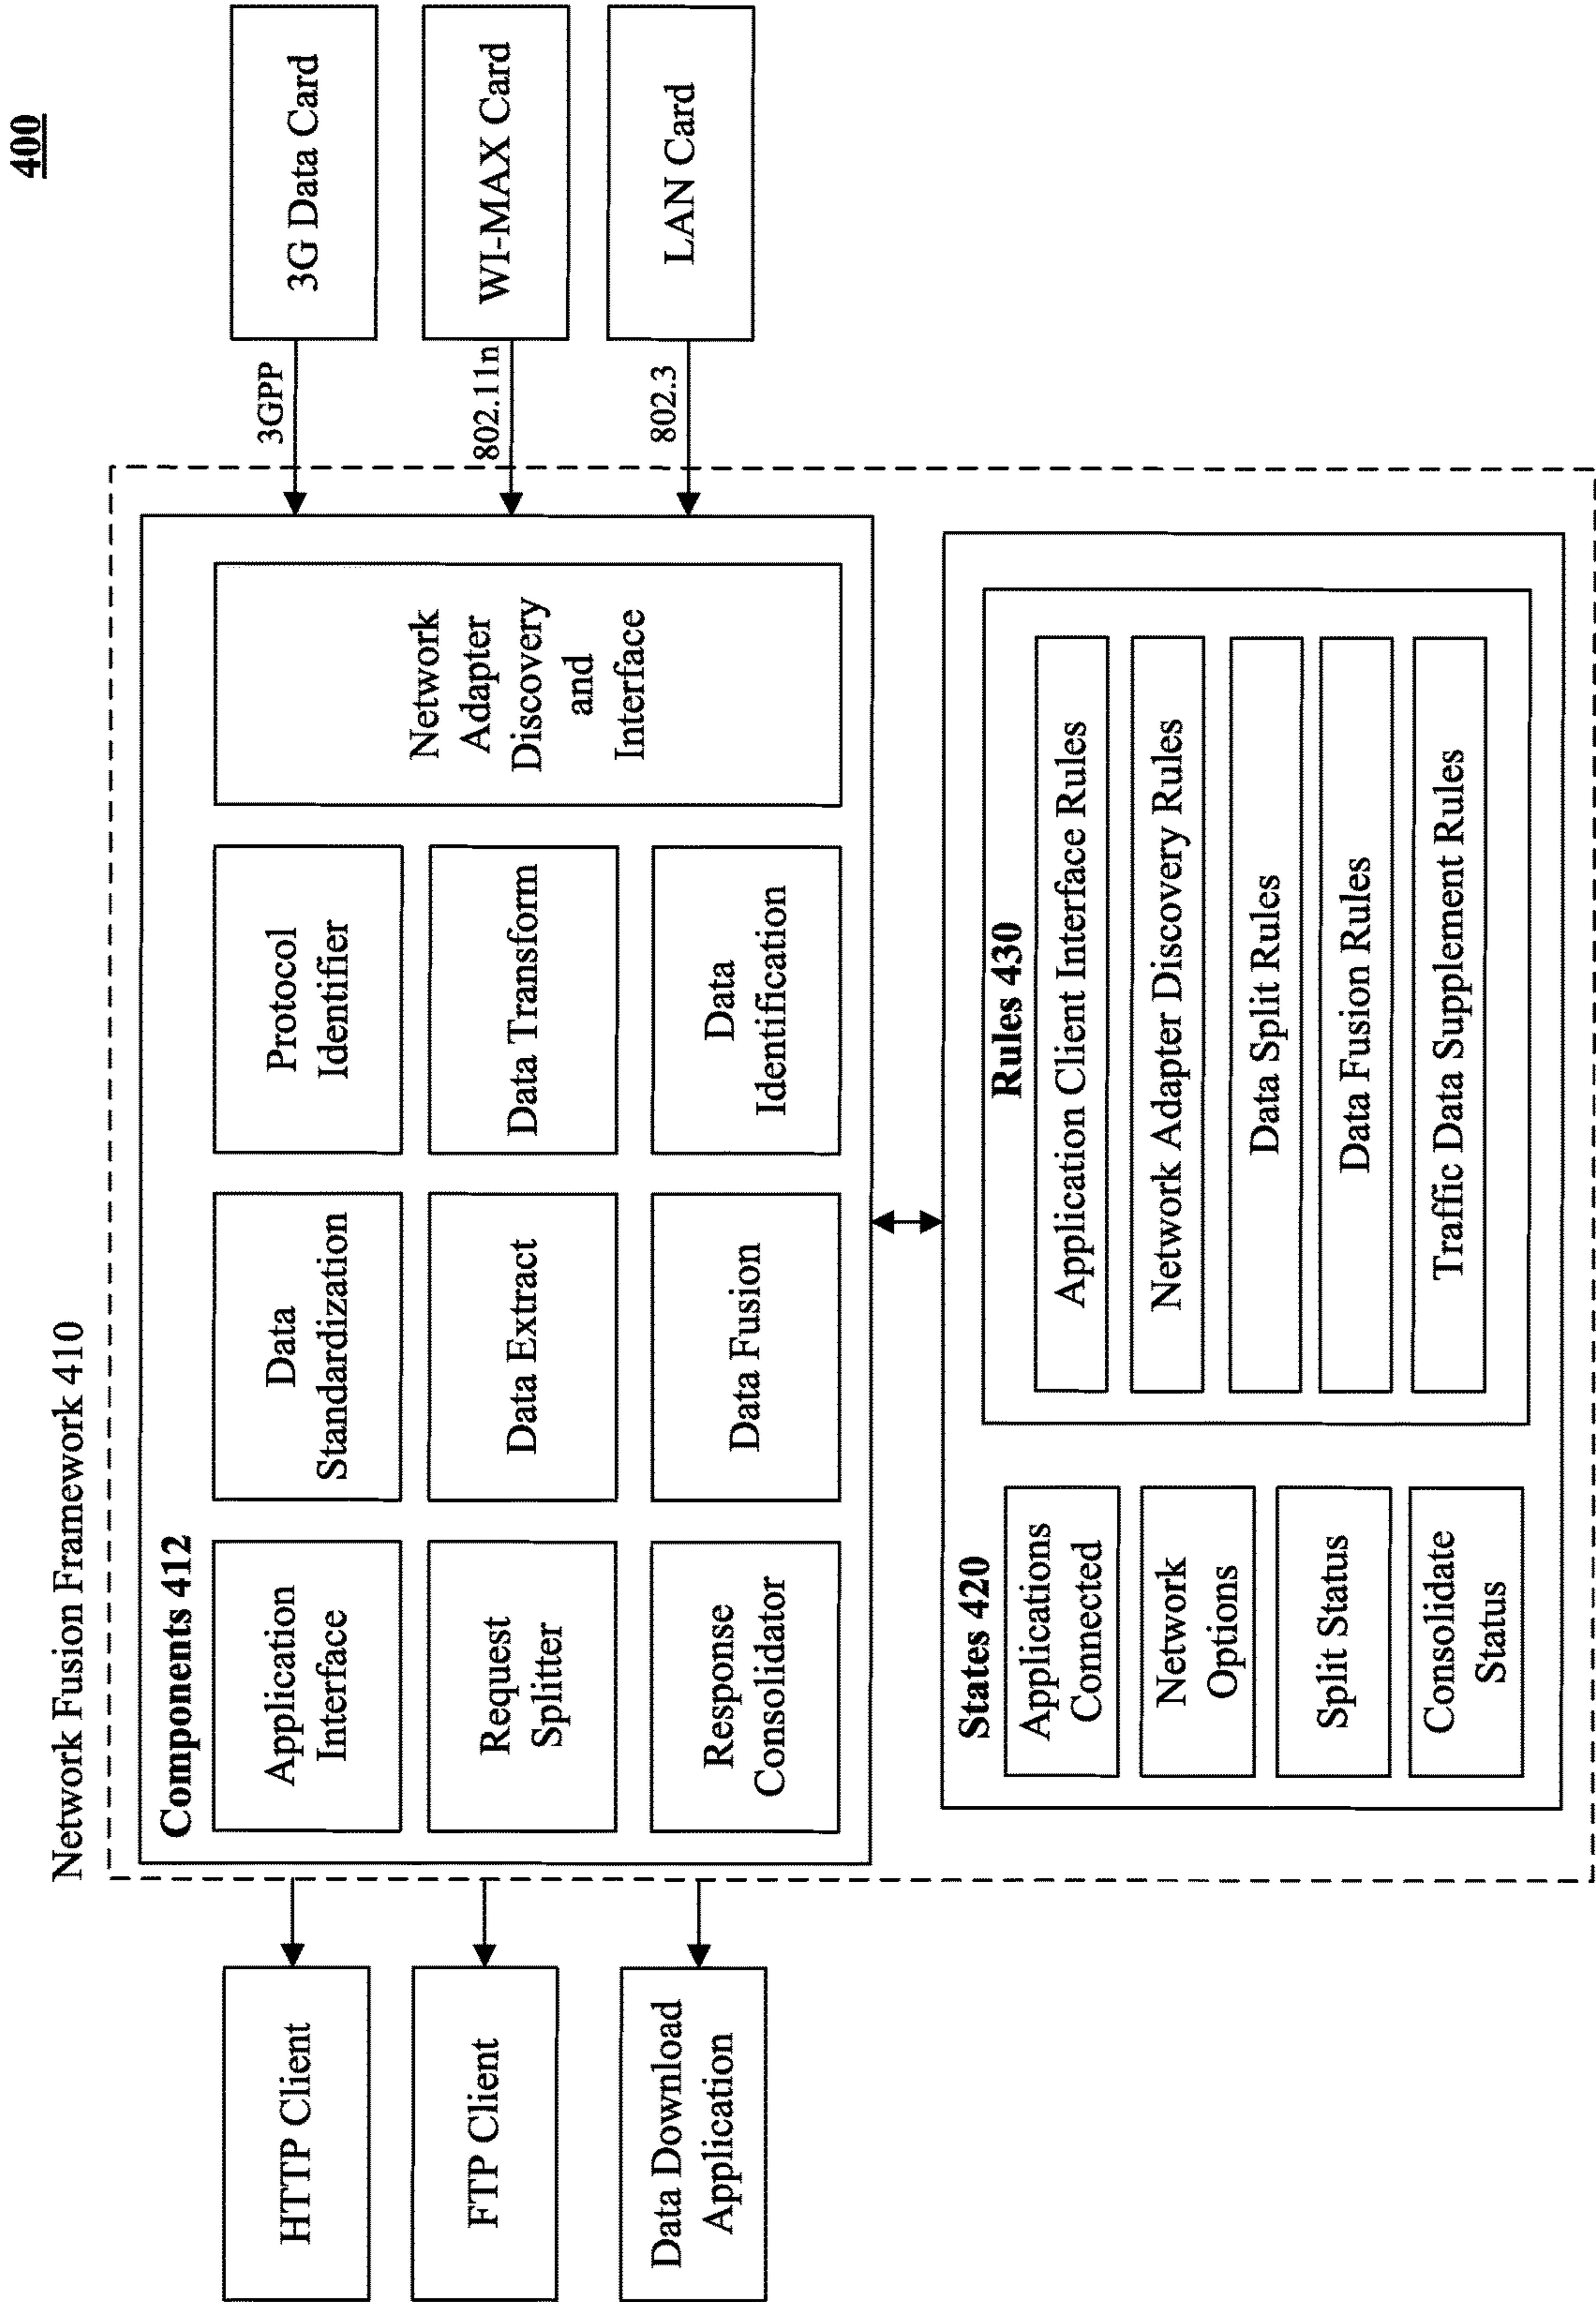 400
Network Fusion Framework 410
HTTP Client
FTP Client
Data Download
Application
Components 412
Application
Interface
Request
Splitter
Response
Consolidator
Data
Standardization
Data Extract
Data Fusion
Protocol
Identifier
Data Transform
Data
Identification
Network
Adapter
Discovery
and
Interface
3GPP
802.11n
802.3
3G Data Card
WI-MAX Card
LAN Card
States 420
Applications
Connected
Network
Options
Split Status
Consolidate
Status
Rules 430
Application Client Interface Rules
Network Adapter Discovery Rules
Data Split Rules
Data Fusion Rules
Traffic Data Supplement Rules